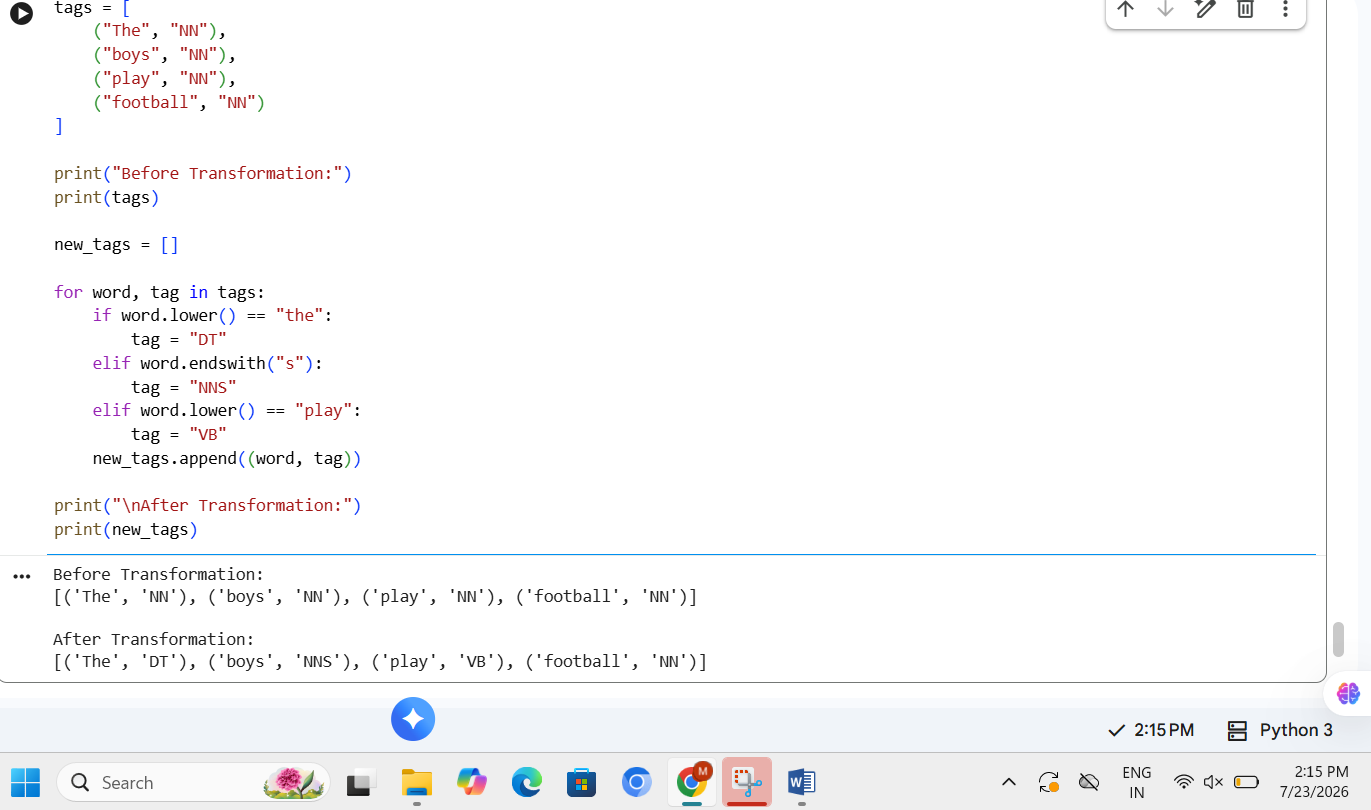 tags = [
    ("The", "NN"),
    ("boys", "NN"),
    ("play", "NN"),
    ("football", "NN")
]

print("Before Transformation:")
print(tags)

new_tags = []

for word, tag in tags:
    if word.lower() == "the":
        tag = "DT"
    elif word.endswith("s"):
        tag = "NNS"
    elif word.lower() == "play":
        tag = "VB"
    new_tags.append((word, tag))

print("\nAfter Transformation:")
print(new_tags)

Before Transformation:
[('The', 'NN'), ('boys', 'NN'), ('play', 'NN'), ('football', 'NN')]

After Transformation:
[('The', 'DT'), ('boys', 'NNS'), ('play', 'VB'), ('football', 'NN')]
2:15 PM Python 3
Search
M
W
ENG
IN
2:15 PM
7/23/2026